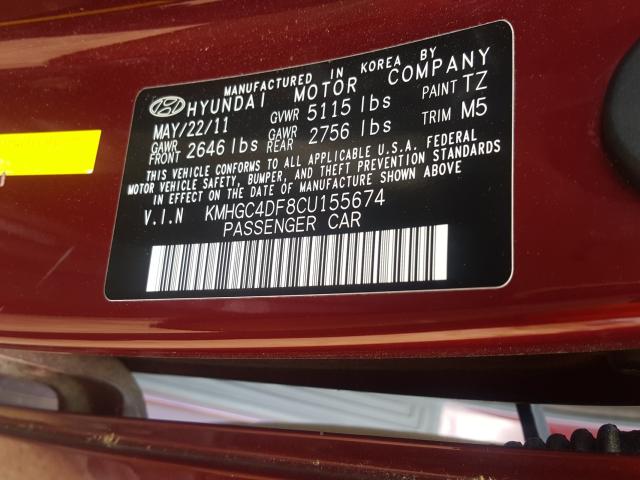 MANUFACTURED IN KOREA BY
HYUNDAI MOTOR COMPANY
MAY/22/11 GVWR 5115 lbs PAINT TZ
GAWR FRONT 2646 lbs GAWR REAR 2756 lbs TRIM M5
THIS VEHICLE CONFORMS TO ALL APPLICABLE U.S.A. FEDERAL
MOTOR VEHICLE SAFETY, BUMPER, AND THEFT PREVENTION STANDARDS
IN EFFECT ON THE DATE OF MANUFACTURE SHOWN ABOVE
V.I.N KMHGC4DF8CU155674
PASSENGER CAR